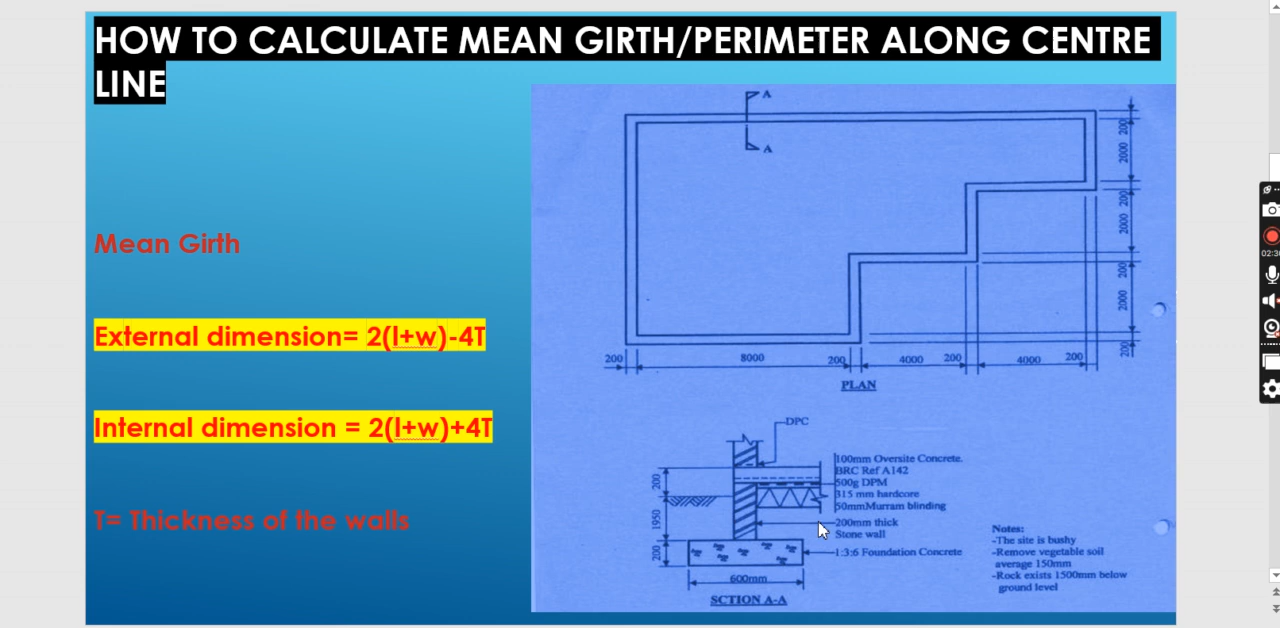 HOW TO CALCULATE MEAN GIRTH/PERIMETER ALONG CENTRE
LINE
Mean Girth
External dimension= 2(l+w)-4T
Internal dimension = 2(l+w)+4T
T= Thickness of the walls
A
A
200
2000
200
2000
200
2000
200
200
8000
200
4000
200
4000
200
PLAN
DPC
200
1950
200
100mm Oversite Concrete.
BRC Ref A142
500g DPM
315 mm hardcore
50mmMurram blinding
200mm thick
Stone wall
1:3:6 Foundation Concrete
600mm
SCTION A-A
Notes:
-The site is bushy
-Remove vegetable soil
average 150mm
-Rock exists 1500mm below
ground level